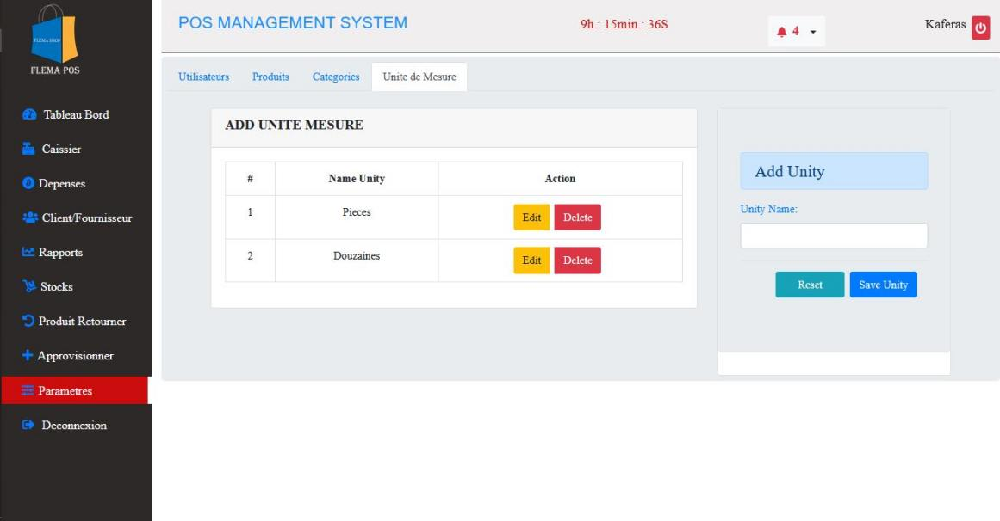 FLEMA SHOP
FLEMA POS
Tableau Bord
Caissier
Depenses
Client/Fournisseur
Rapports
Stocks
Produit Retourner
Approvisionner
Parametres
Deconnexion
POS MANAGEMENT SYSTEM 9h : 15min : 36S 4 Kaferas
Utilisateurs Produits Categories Unite de Mesure
ADD UNITE MESURE
# Name Unity Action
1 Pieces Edit Delete
2 Douzaines Edit Delete
Add Unity
Unity Name:
Reset Save Unity